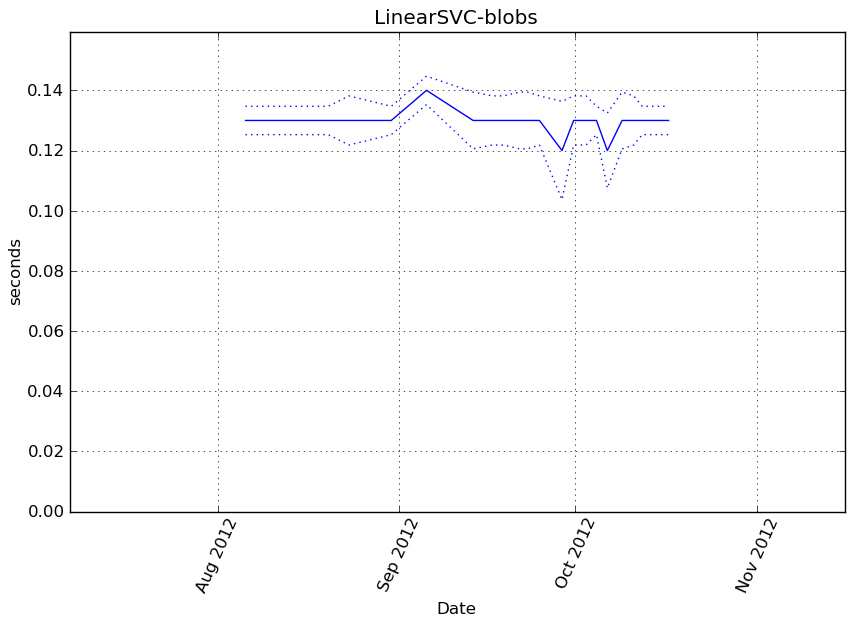 LinearSVC-blobs
0.14
0.12
0.10
0.08
0.06
0.04
0.02
0.00
seconds
Aug 2012
Sep 2012
Oct 2012
Nov 2012
Date